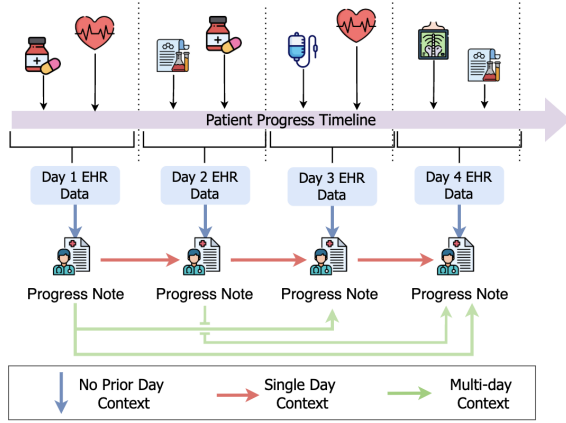 Patient Progress Timeline
Day 1 EHR
Data
Day 2 EHR
Data
Day 3 EHR
Data
Day 4 EHR
Data
Progress Note
Progress Note
Progress Note
Progress Note
No Prior Day
Context
Single Day
Context
Multi-day
Context